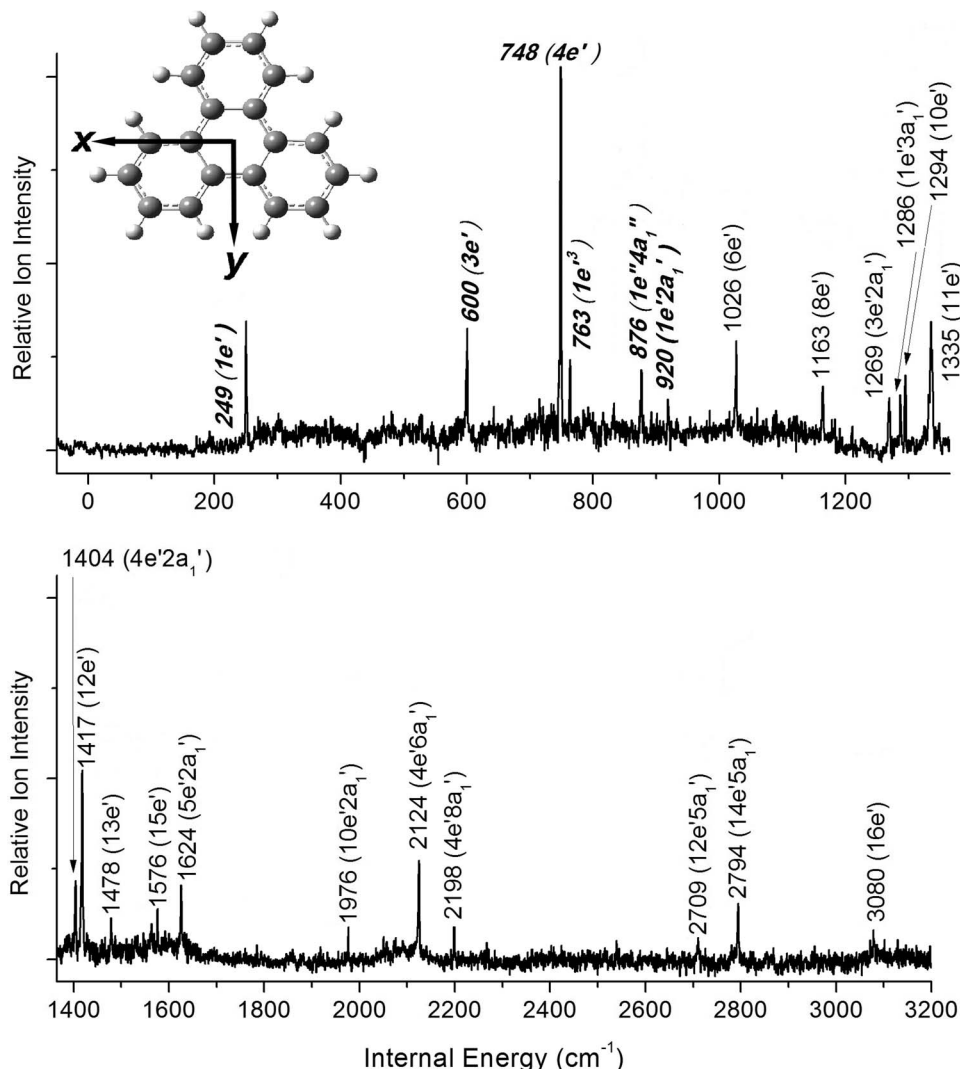 Relative Ion Intensity
x
y
249 (1e')
600 (3e')
748 (4e')
763 (1e'³)
876 (1e''4a₁'')
920 (1e'2a₁')
1026 (6e')
1163 (8e')
1269 (3e'2a₁')
1286 (1e'3a₁')
1294 (10e')
1335 (11e')
0 200 400 600 800 1000 1200
Relative Ion Intensity
1404 (4e'2a₁')
1417 (12e')
1478 (13e')
1576 (15e')
1624 (5e'2a₁')
1976 (10e'2a₁')
2124 (4e'6a₁')
2198 (4e'8a₁')
2709 (12e'5a₁')
2794 (14e'5a₁')
3080 (16e')
1400 1600 1800 2000 2200 2400 2600 2800 3000 3200
Internal Energy (cm⁻¹)